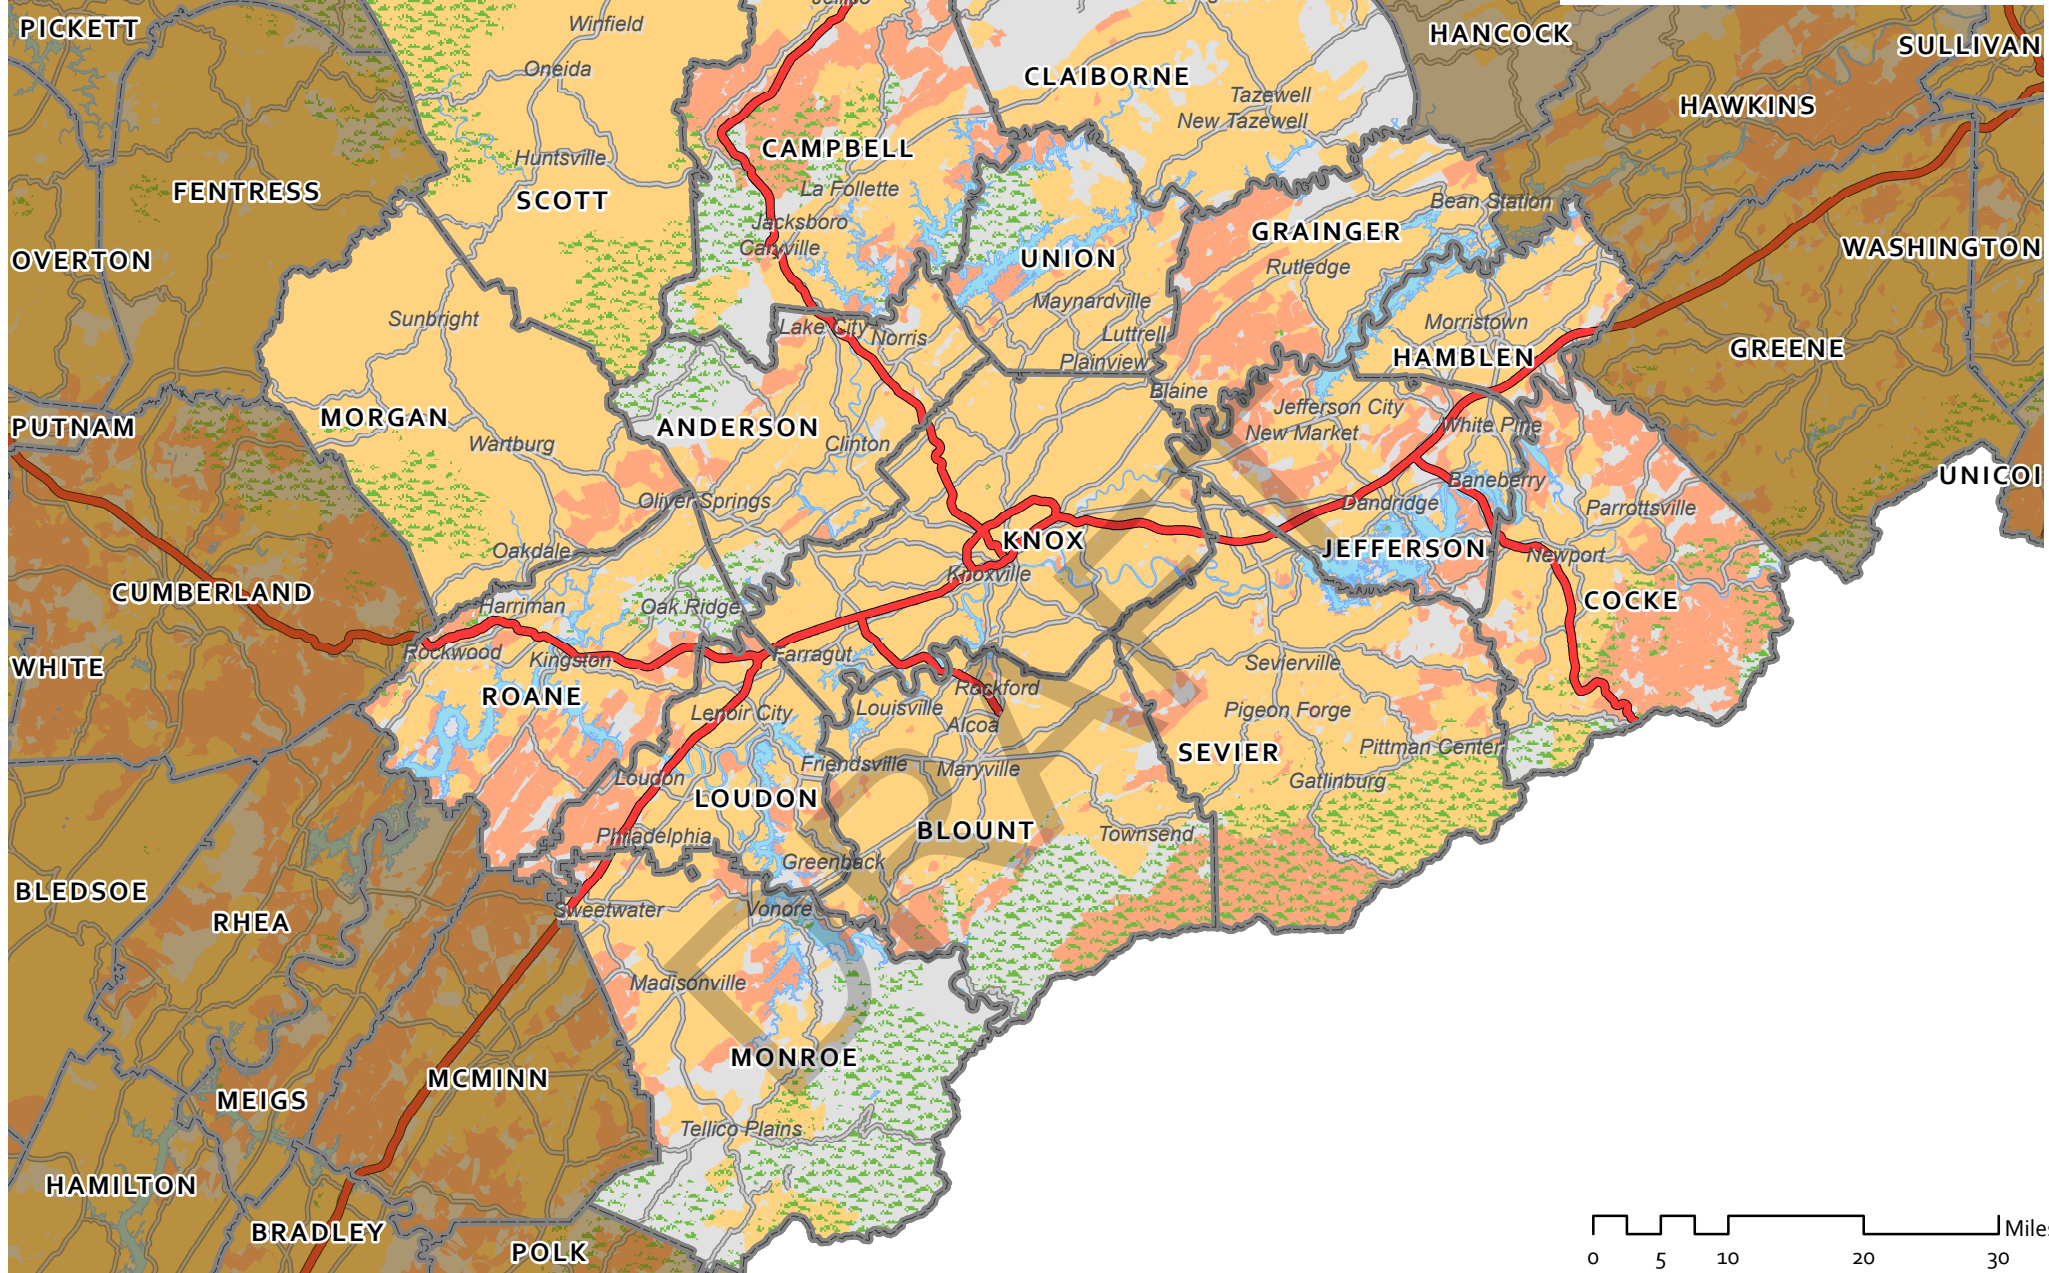 Jellico
Winfield
PICKETT
HANCOCK
SULLIVAN
Oneida
CLAIBORNE
Tazewell
HAWKINS
New Tazewell
CAMPBELL
Huntsville
FENTRESS
La Follette
SCOTT
Bean Station
Jacksboro
GRAINGER
Caryville
WASHINGTON
OVERTON
UNION
Rutledge
Maynardville
Sunbright
Lake City
Norris
Morristown
Luttrell
GREENE
HAMBLEN
Plainview
Blaine
Jefferson City
MORGAN
PUTNAM
ANDERSON
White Pine
New Market
Wartburg
Clinton
UNICOI
Baneberry
Oliver Springs
Dandridge
Parrottsville
KNOX
JEFFERSON
Oakdale
Newport
Knoxville
CUMBERLAND
COCKE
Harriman
Oak Ridge
Rockwood
Kingston
Farragut
WHITE
Sevierville
ROANE
Rockford
Louisville
Lenoir City
Pigeon Forge
Alcoa
SEVIER
Pittman Center
Friendsville
Maryville
Loudon
Gatlinburg
LOUDON
BLOUNT
Philadelphia
Townsend
Greenback
BLEDSOE
Sweetwater
Vonore
RHEA
Madisonville
DRAFT
MONROE
MCMINN
MEIGS
Tellico Plains
HAMILTON
BRADLEY
POLK
Miles
0 5 10 20 30